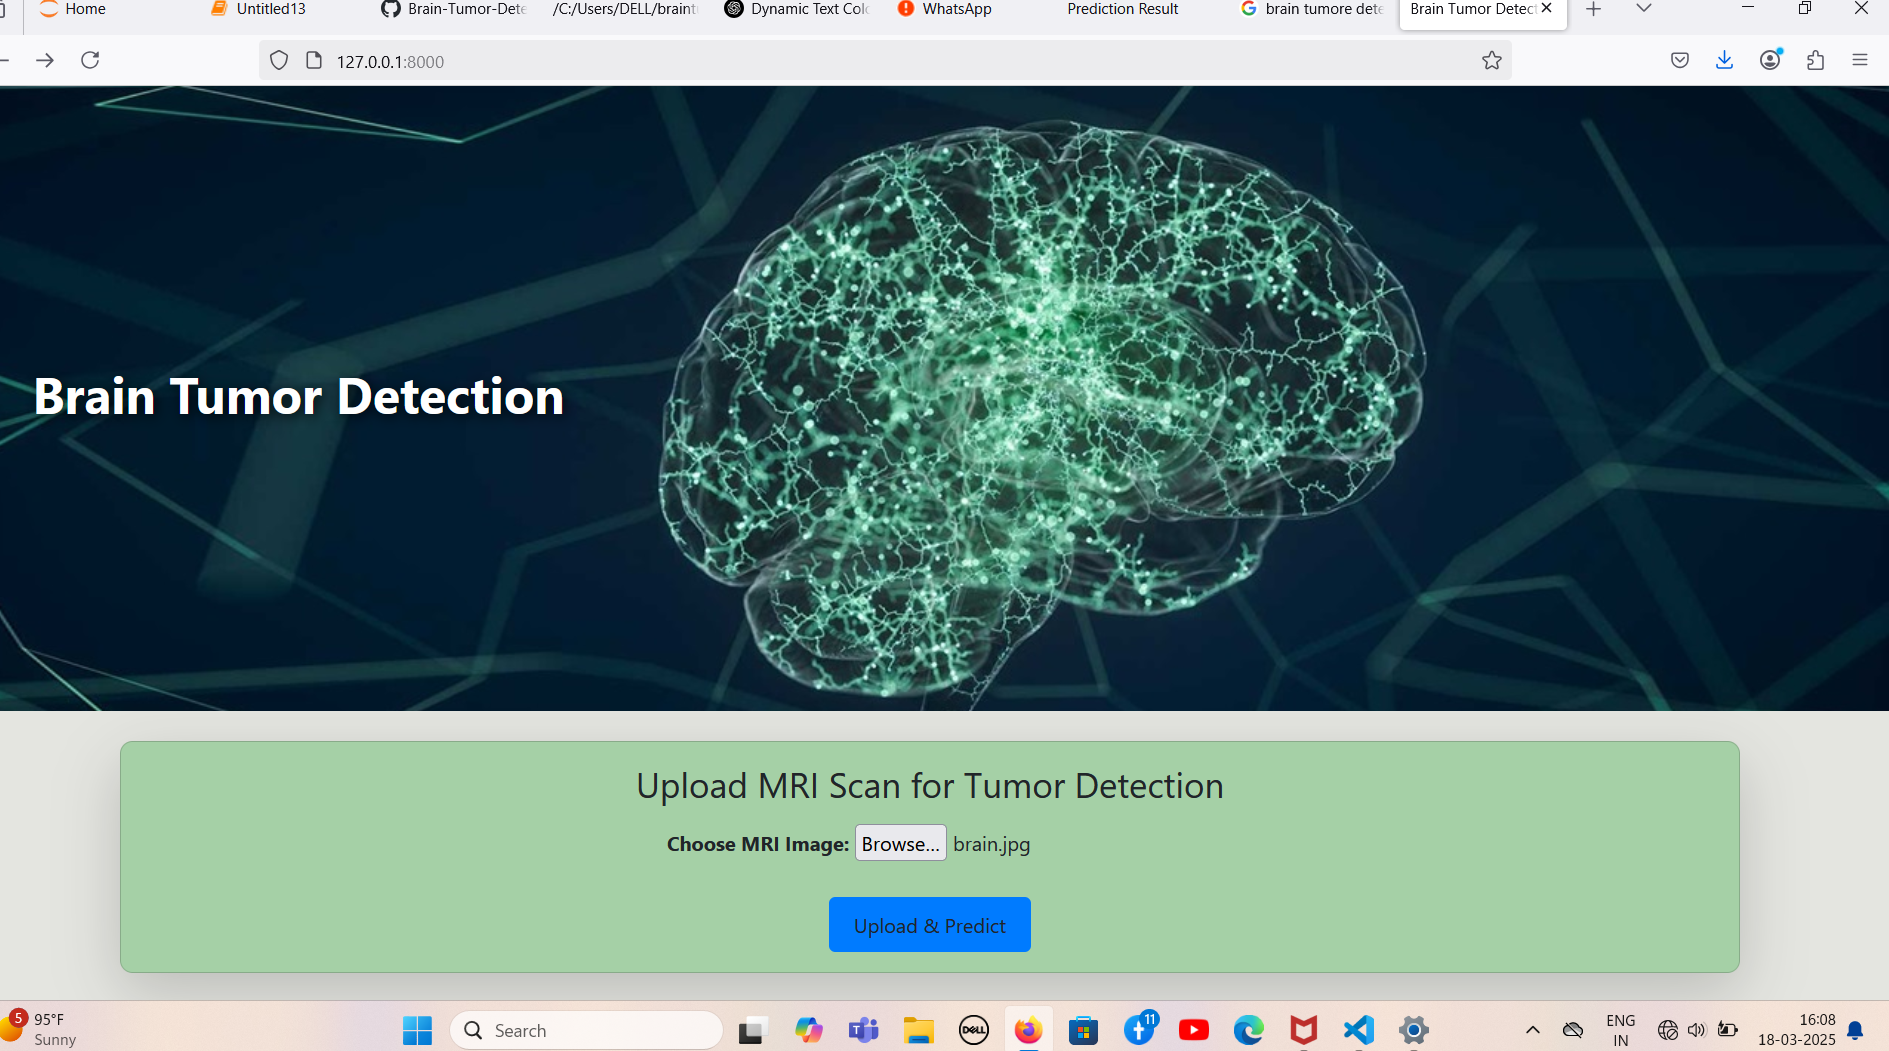 Home
Untitled13
Brain-Tumor-Dete
/C:/Users/DELL/braint
Dynamic Text Colo
WhatsApp
Prediction Result
brain tumore dete
Brain Tumor Detect
127.0.0.1:8000
Brain Tumor Detection
Upload MRI Scan for Tumor Detection
Choose MRI Image: Browse... brain.jpg
Upload & Predict
5
95°F
Sunny
Search
DELL
11
ENG
IN
16:08
18-03-2025